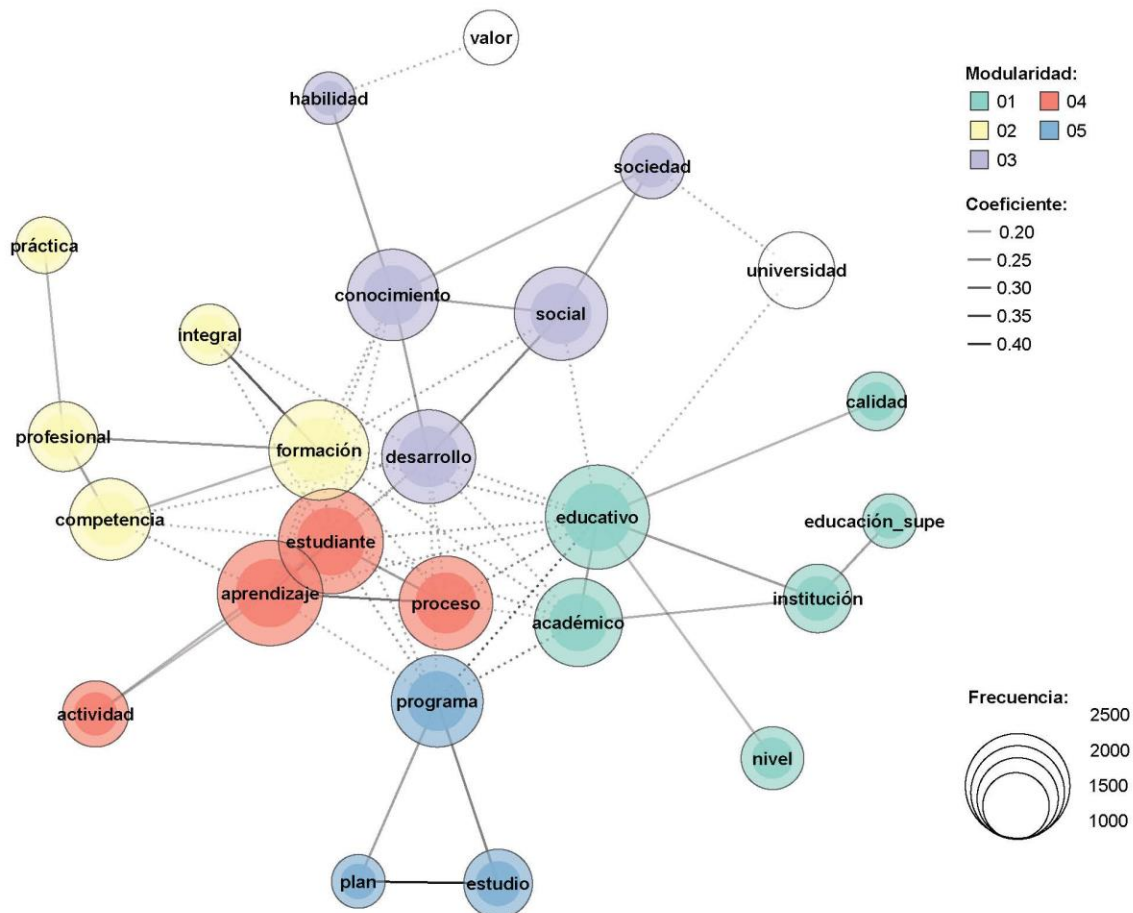 valor
habilidad
sociedad
práctica
universidad
conocimiento
social
integral
calidad
profesional
formación
desarrollo
competencia
educativo
educación_supe
estudiante
aprendizaje
proceso
institución
académico
programa
actividad
nivel
plan
estudio
Modularidad:
01 04
02 05
03
Coeficiente:
0.20
0.25
0.30
0.35
0.40
Frecuencia:
2500
2000
1500
1000